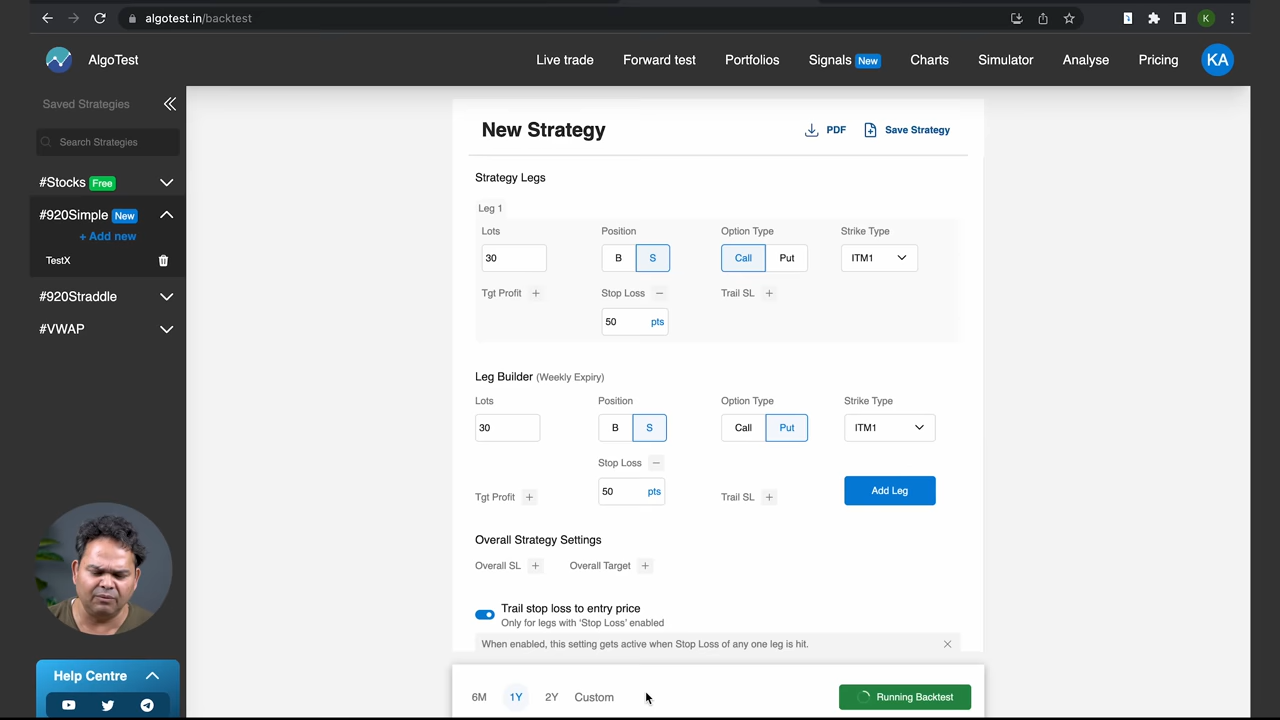 algotest.in/backtest
K
AlgoTest
Live trade
Forward test
Portfolios
Signals New
Charts
Simulator
Analyse
Pricing
KA
Saved Strategies
Search Strategies
#Stocks Free
#920Simple New
+ Add new
TestX
#920Straddle
#VWAP
Help Centre
New Strategy
PDF
Save Strategy
Strategy Legs
Leg 1
Lots Position Option Type Strike Type
30 B S Call Put ITM1
Tgt Profit + Stop Loss − Trail SL +
50 pts
Leg Builder (Weekly Expiry)
Lots Position Option Type Strike Type
30 B S Call Put ITM1
Stop Loss −
Tgt Profit + 50 pts Trail SL + Add Leg
Overall Strategy Settings
Overall SL + Overall Target +
Trail stop loss to entry price
Only for legs with 'Stop Loss' enabled
When enabled, this setting gets active when Stop Loss of any one leg is hit.
6M 1Y 2Y Custom Running Backtest